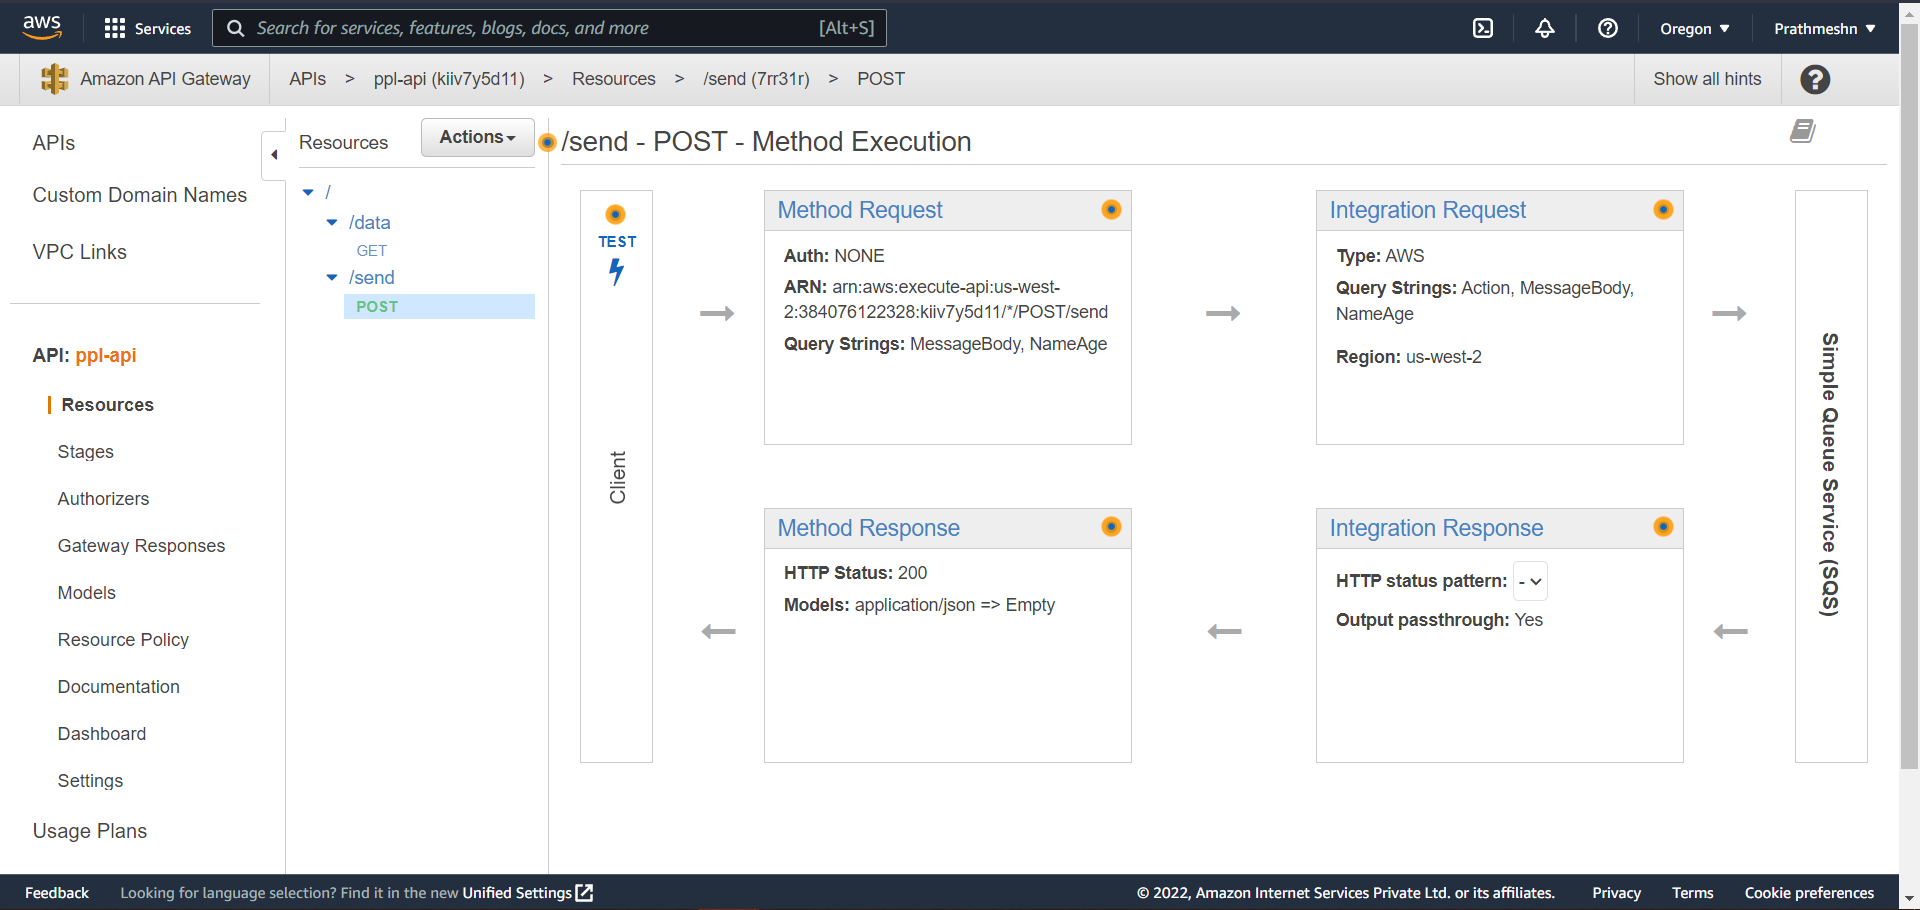 aws
Services
Search for services, features, blogs, docs, and more
[Alt+S]
Oregon
Prathmeshn
Amazon API Gateway
APIs > ppl-api (kiiv7y5d11) > Resources > /send (7rr31r) > POST
Show all hints
APIs
Custom Domain Names
VPC Links
API: ppl-api
Resources
Stages
Authorizers
Gateway Responses
Models
Resource Policy
Documentation
Dashboard
Settings
Usage Plans
Resources
Actions
/
/data
GET
/send
POST
/send - POST - Method Execution
TEST
Client
Method Request
Auth: NONE
ARN: arn:aws:execute-api:us-west-
2:384076122328:kiiv7y5d11/*/POST/send
Query Strings: MessageBody, NameAge
Integration Request
Type: AWS
Query Strings: Action, MessageBody,
NameAge
Region: us-west-2
Simple Queue Service (SQS)
Method Response
HTTP Status: 200
Models: application/json => Empty
Integration Response
HTTP status pattern: -
Output passthrough: Yes
Feedback
Looking for language selection? Find it in the new Unified Settings
© 2022, Amazon Internet Services Private Ltd. or its affiliates.
Privacy
Terms
Cookie preferences